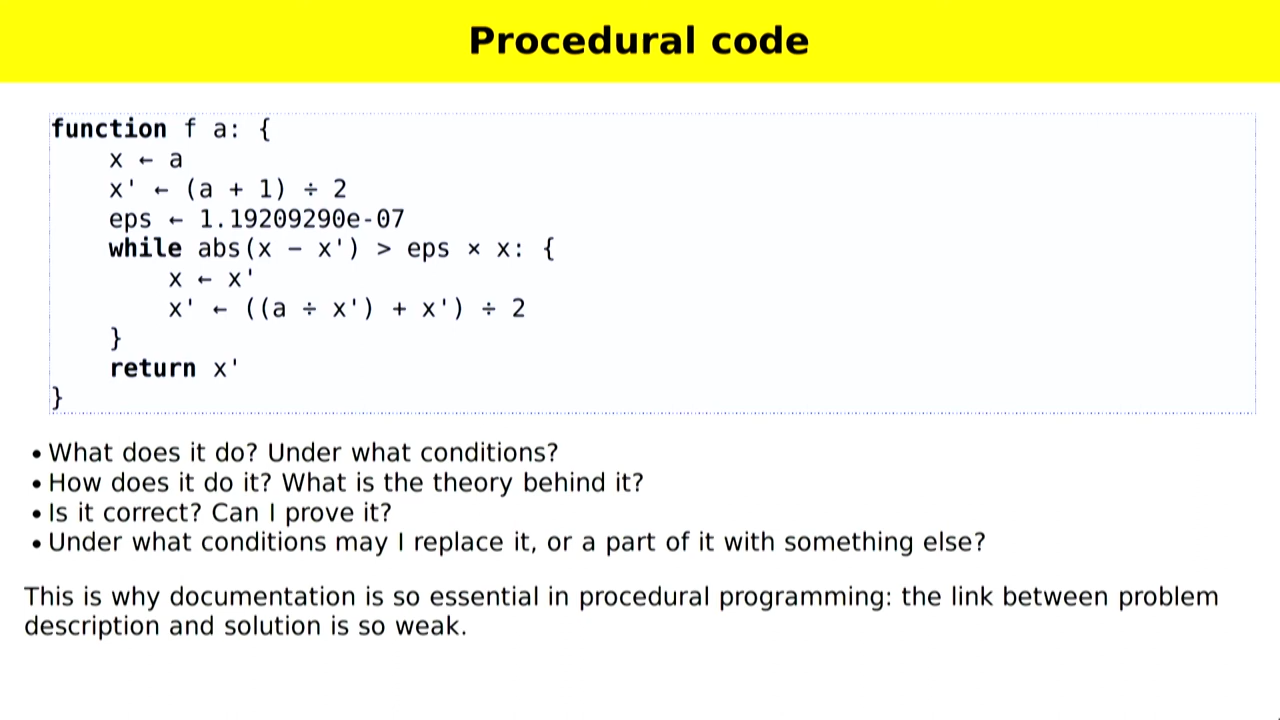 Procedural code
function f a: {
    x ← a
    x' ← (a + 1) ÷ 2
    eps ← 1.19209290e-07
    while abs(x − x') > eps × x: {
        x ← x'
        x' ← ((a ÷ x') + x') ÷ 2
    }
    return x'
}
• What does it do? Under what conditions?
• How does it do it? What is the theory behind it?
• Is it correct? Can I prove it?
• Under what conditions may I replace it, or a part of it with something else?
This is why documentation is so essential in procedural programming: the link between problem
description and solution is so weak.